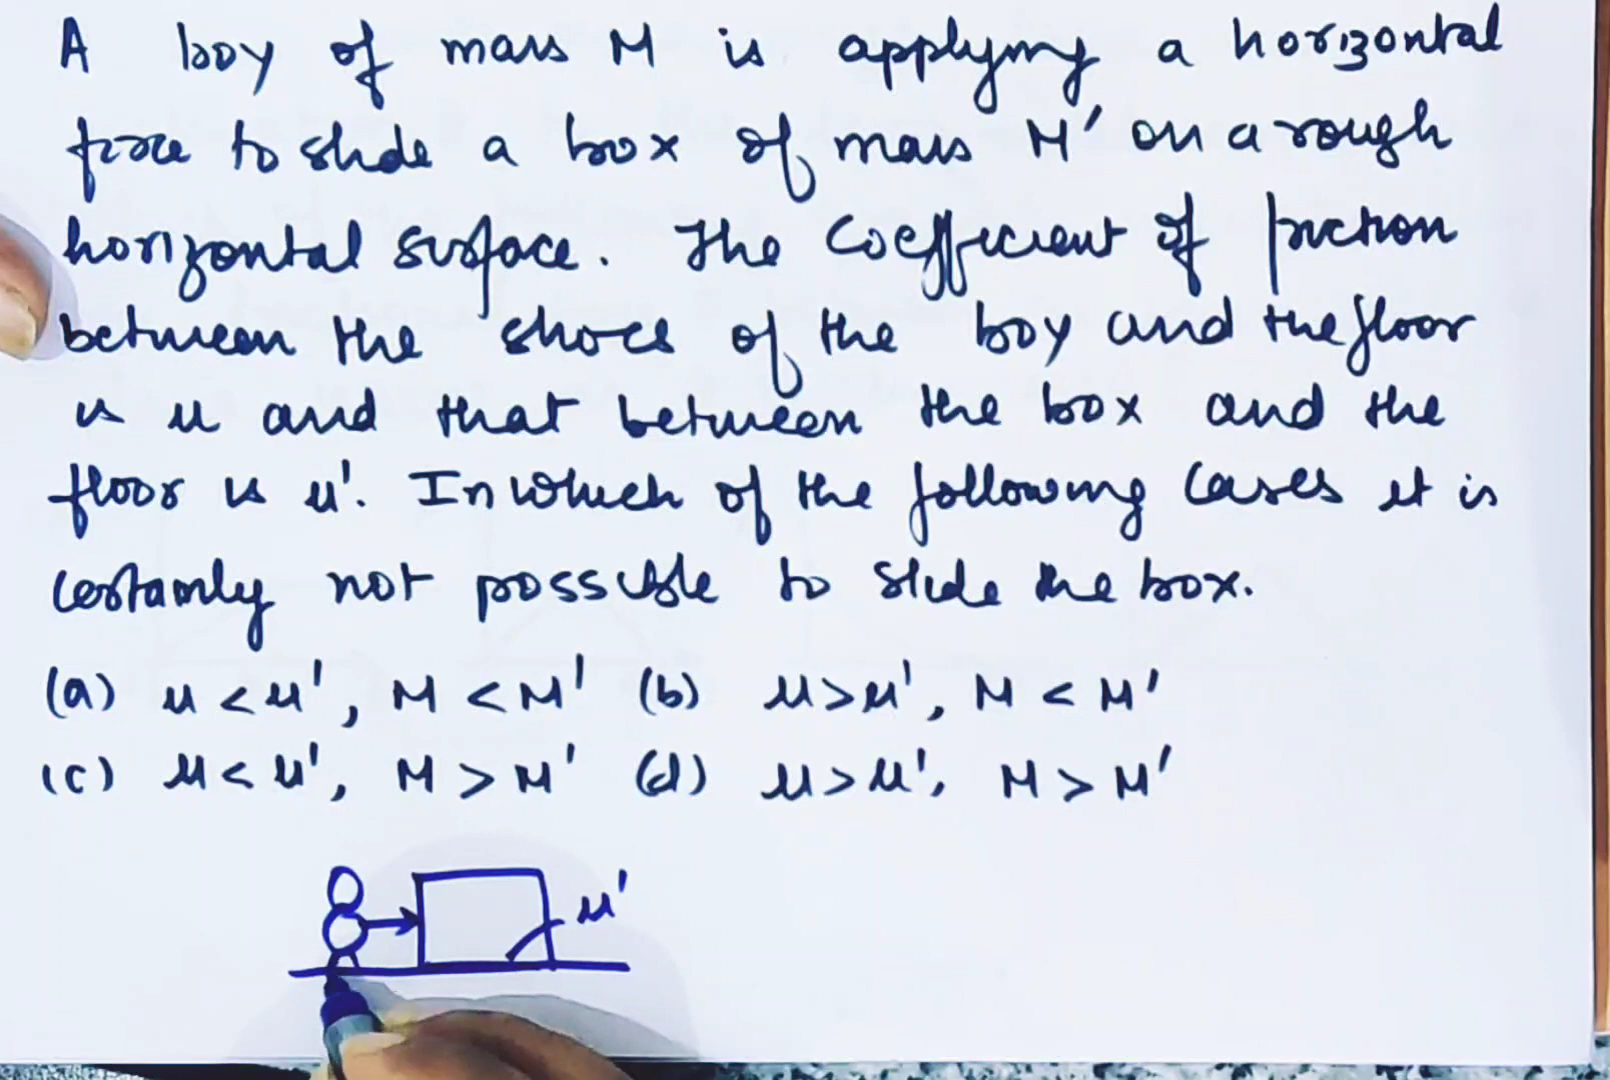 A boy of mass M is applying a horizontal
force to slide a box of mass M' on a rough
horizontal surface. The coefficient of friction
between the shoes of the boy and the floor
is μ and that between the box and the
floor is μ'. In which of the following cases it is
certainly not possible to slide the box.
(a) μ < μ', M < M' (b) μ > μ', M < M'
(c) μ < μ', M > M' (d) μ > μ', M > M'
μ'